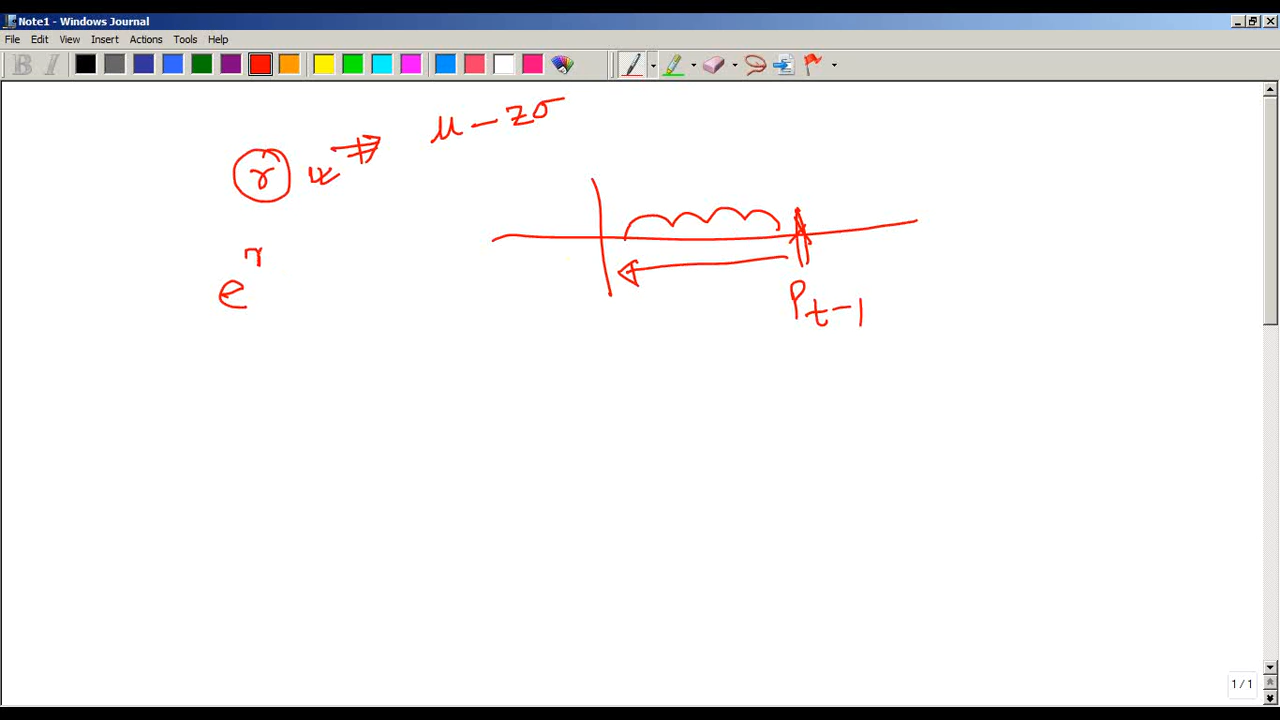 Note1 - Windows Journal
File Edit View Insert Actions Tools Help
B I
μ - zσ
r
e^r
P_{t-1}
1 / 1